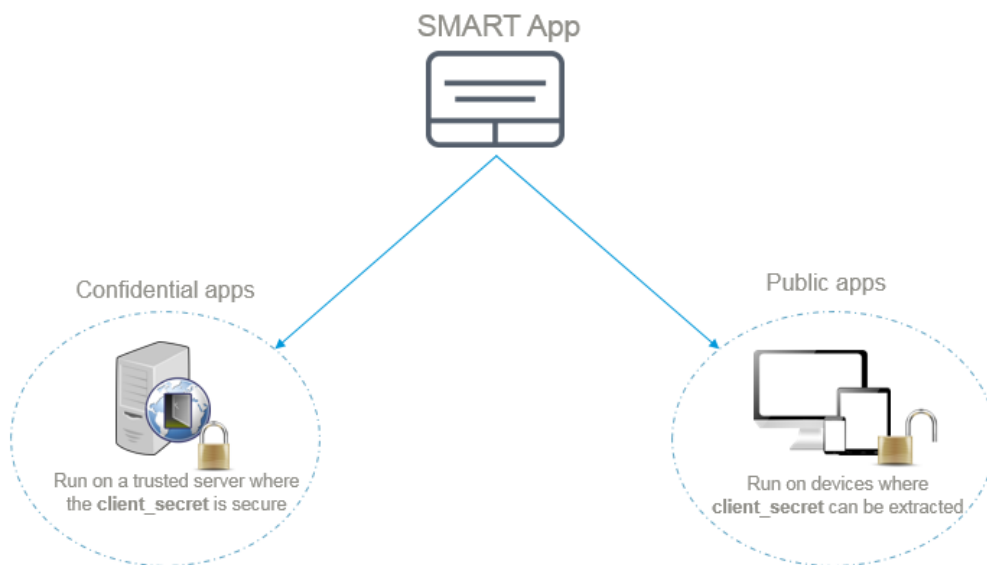 SMART App
Confidential apps
Run on a trusted server where
the client_secret is secure
Public apps
Run on devices where
client_secret can be extracted